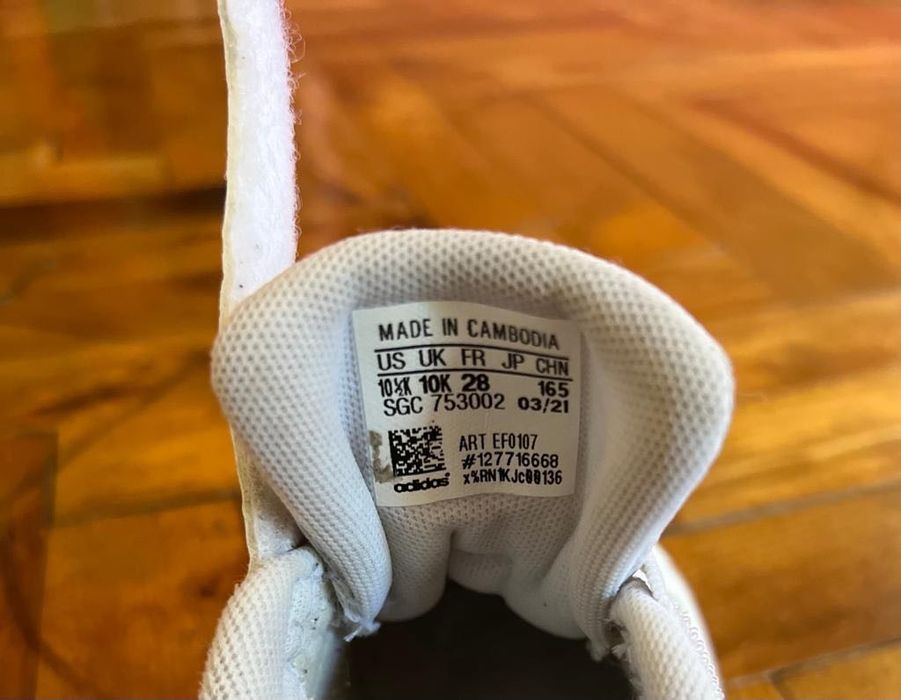 MADE IN CAMBODIA
US UK FR JP CHN
10½K 10K 28 165
SGC 753002 03/21
ART EF0107
#127716668
x%RN1KJc00136
adidas